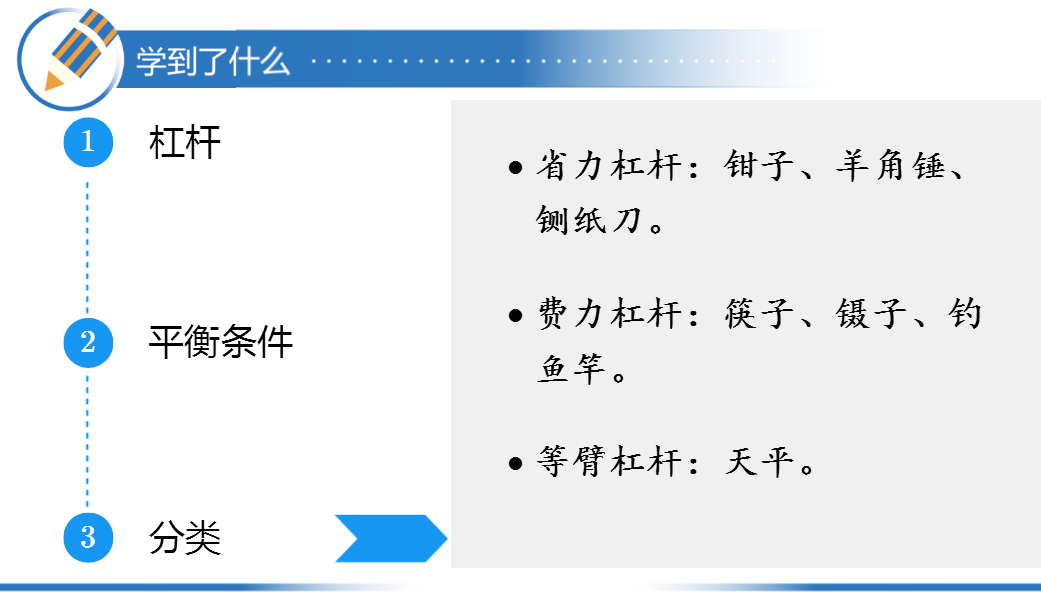 学到了什么
1 杠杆
2 平衡条件
3 分类
• 省力杠杆：钳子、羊角锤、
铡纸刀。
• 费力杠杆：筷子、镊子、钓
鱼竿。
• 等臂杠杆：天平。